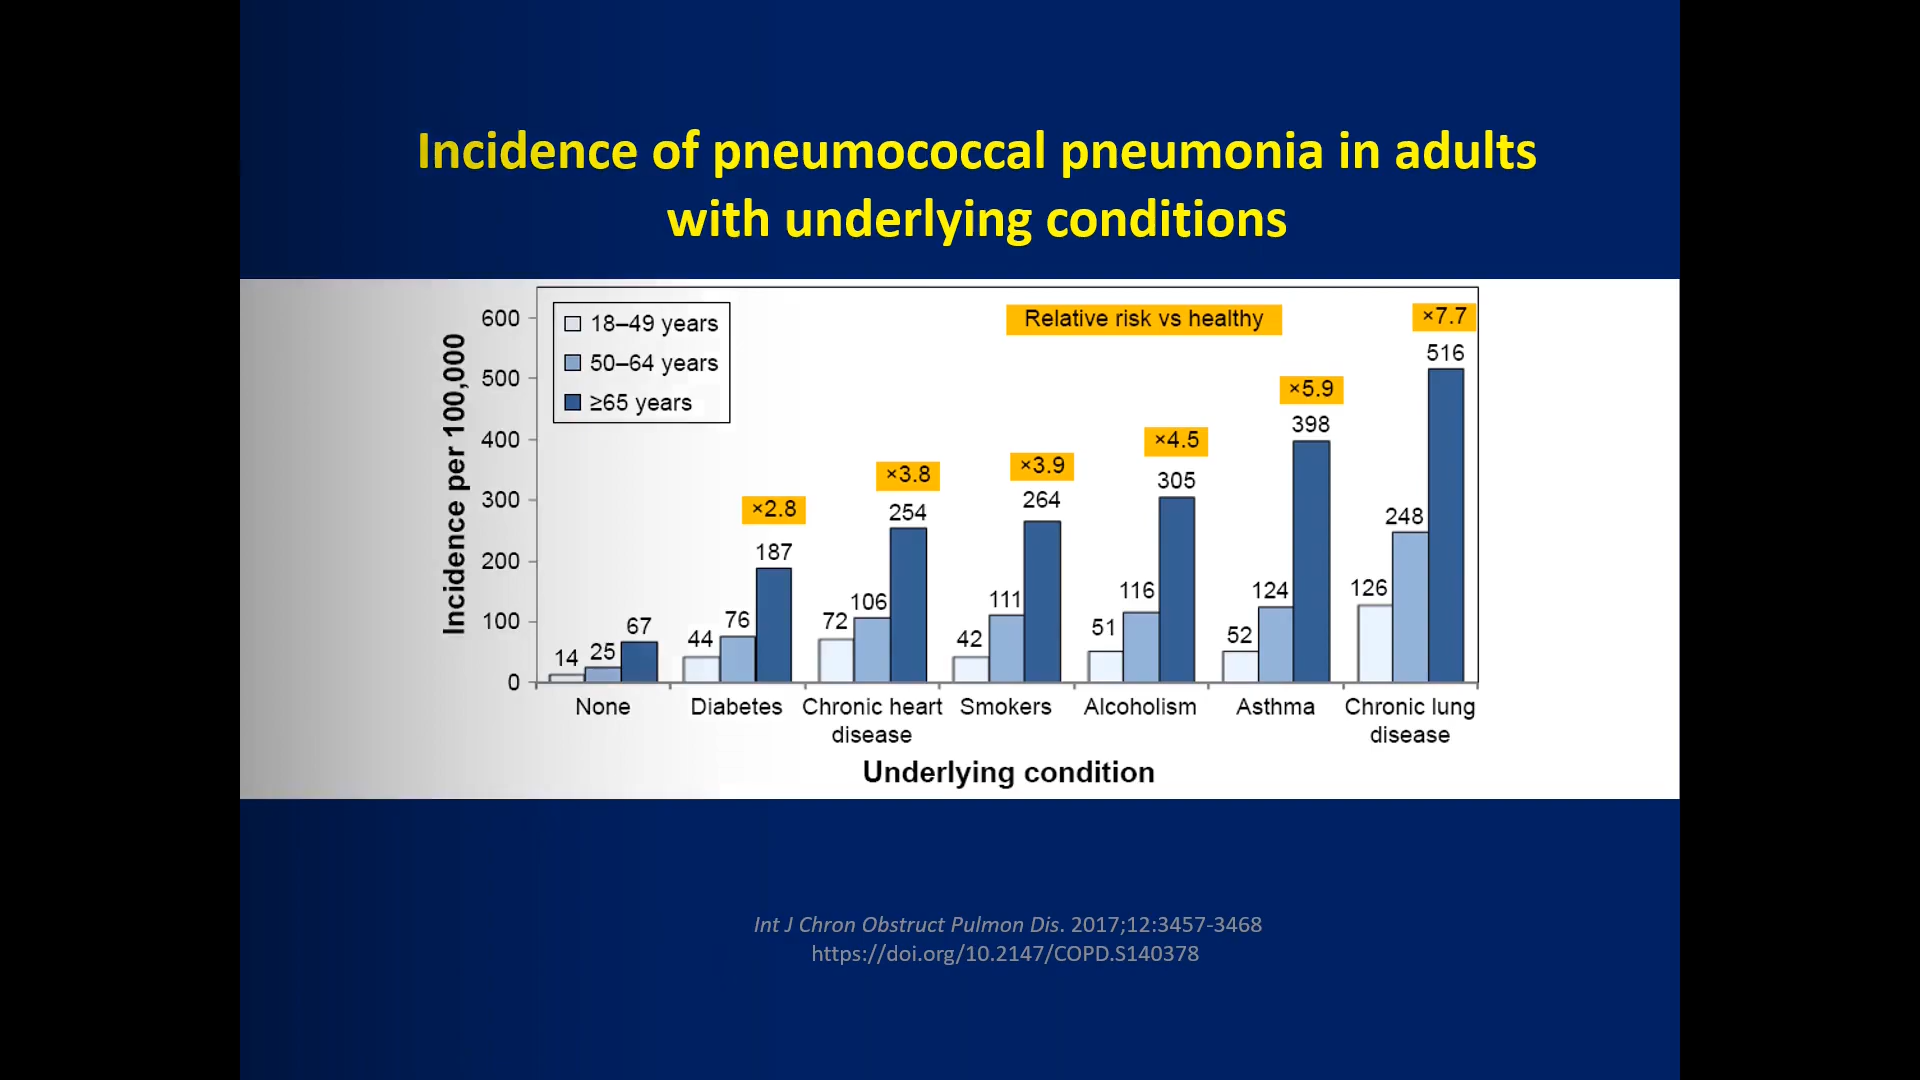 Incidence of pneumococcal pneumonia in adults
with underlying conditions
Incidence per 100,000
600
500
400
300
200
100
0
18–49 years
50–64 years
≥65 years
Relative risk vs healthy
14
25
67
44
76
187
×2.8
72
106
254
×3.8
42
111
264
×3.9
51
116
305
×4.5
52
124
398
×5.9
126
248
516
×7.7
None
Diabetes
Chronic heart
disease
Smokers
Alcoholism
Asthma
Chronic lung
disease
Underlying condition
Int J Chron Obstruct Pulmon Dis. 2017;12:3457-3468
https://doi.org/10.2147/COPD.S140378